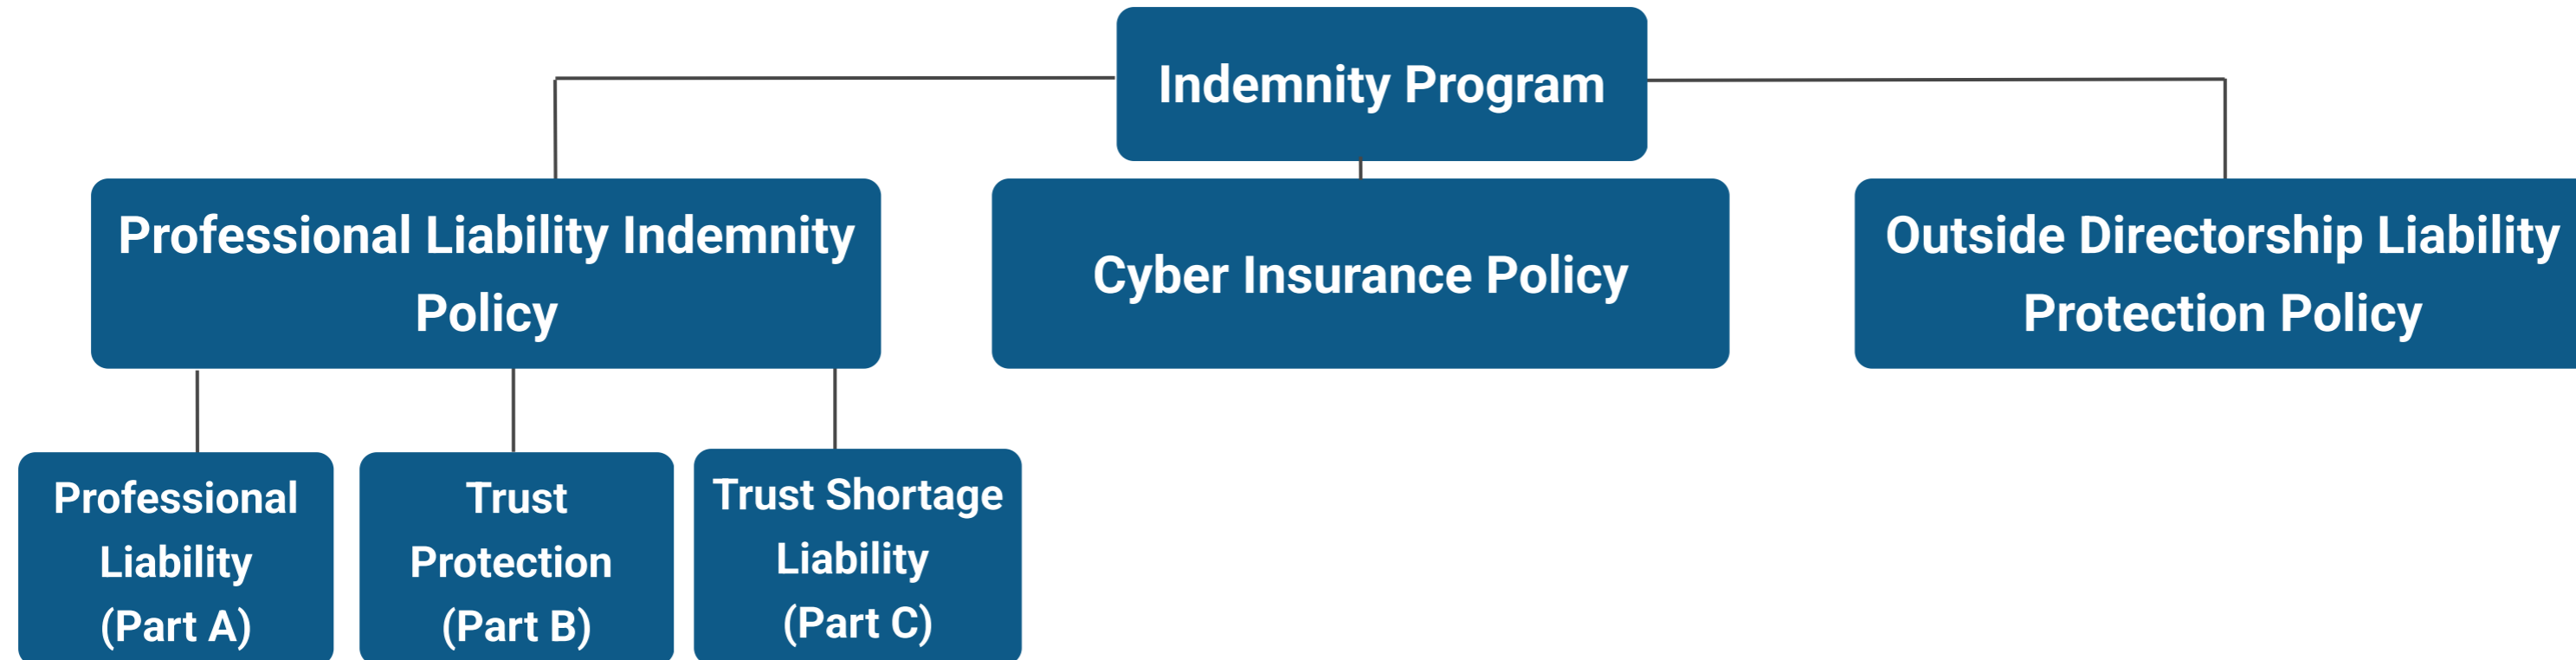 Indemnity Program
Professional Liability Indemnity
Policy
Cyber Insurance Policy
Outside Directorship Liability
Protection Policy
Professional
Liability
(Part A)
Trust
Protection
(Part B)
Trust Shortage
Liability
(Part C)